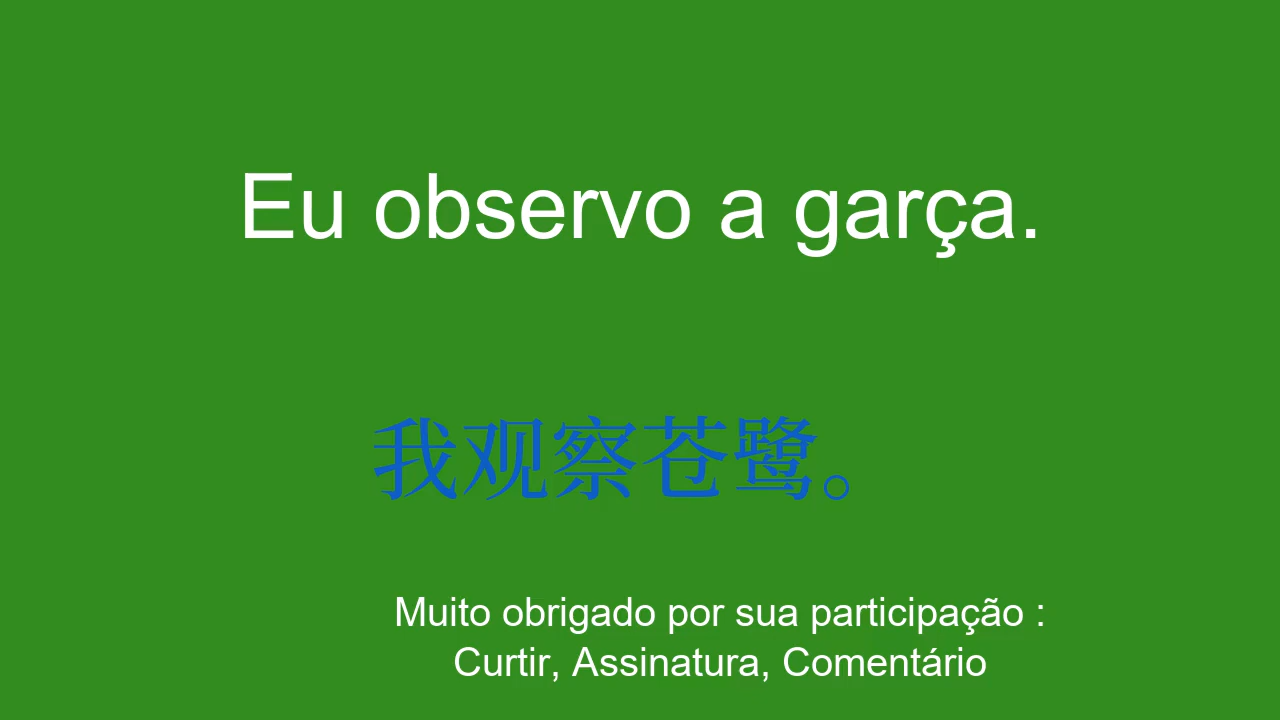 Eu observo a garça.
我观察苍鹭。
Muito obrigado por sua participação :
Curtir, Assinatura, Comentário